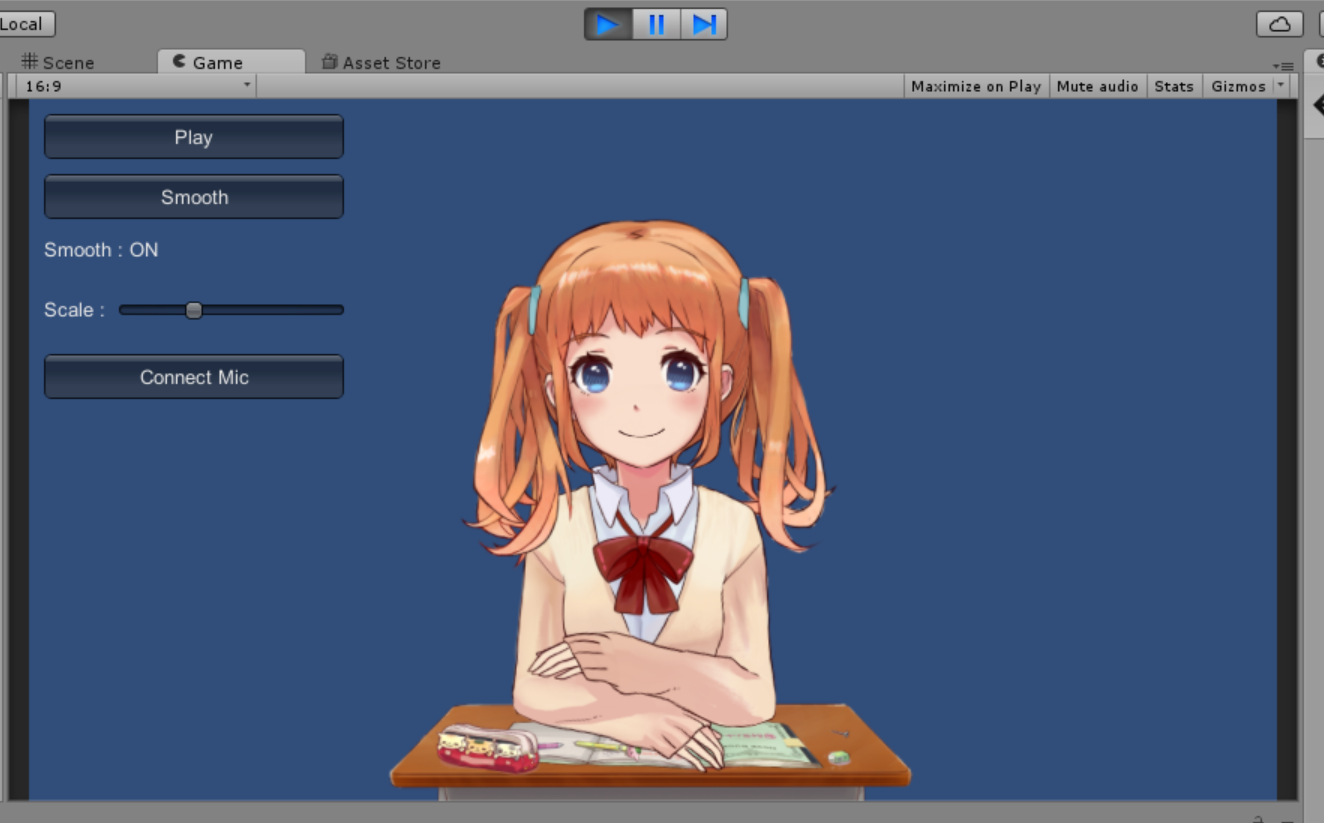 Local
Scene
Game
Asset Store
16:9
Maximize on Play
Mute audio
Stats
Gizmos
Play
Smooth
Smooth : ON
Scale :
Connect Mic